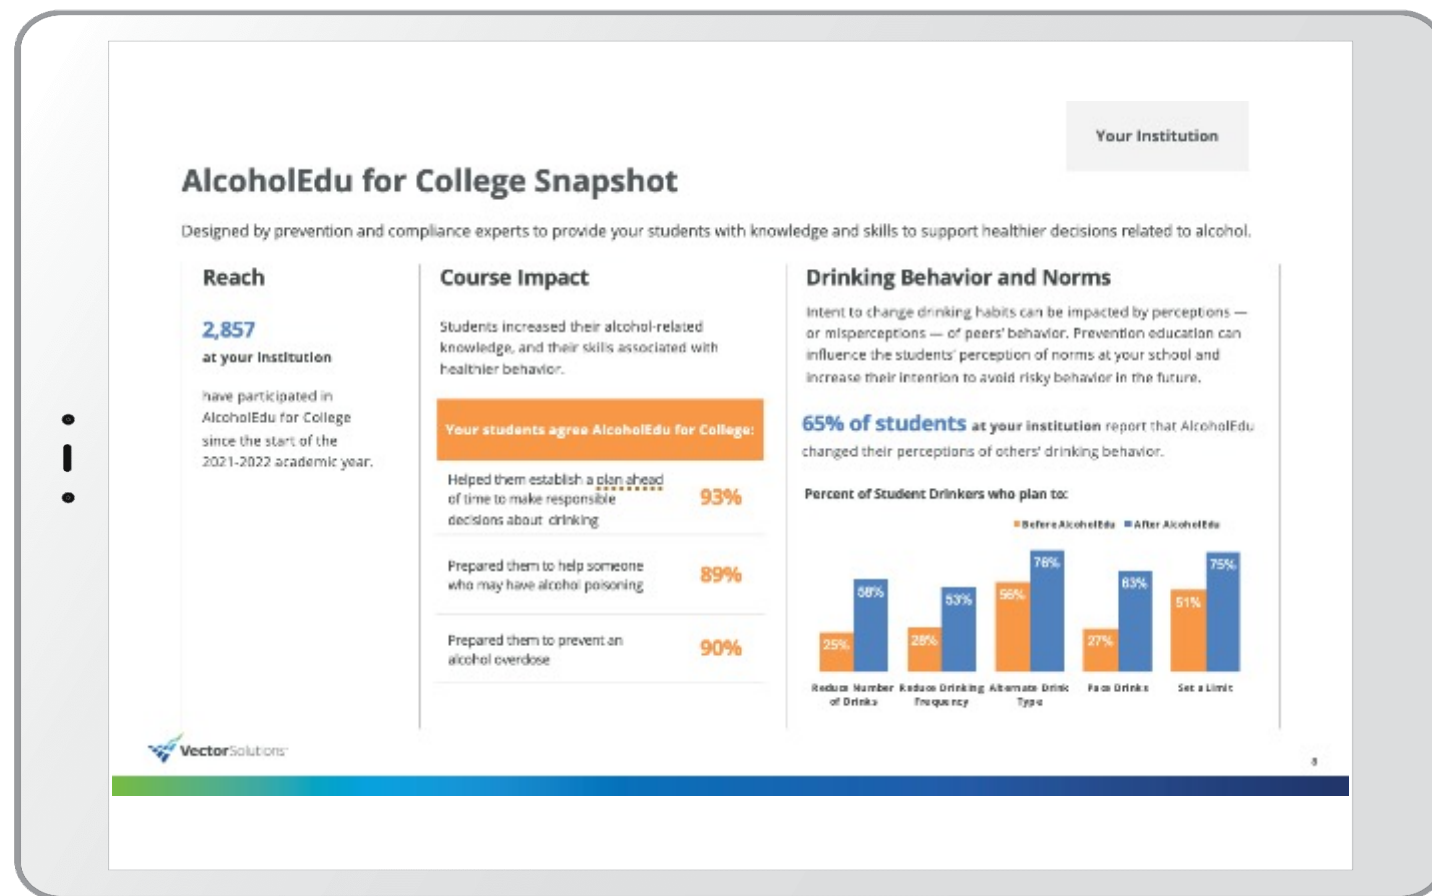 Your Institution
AlcoholEdu for College Snapshot
Designed by prevention and compliance experts to provide your students with knowledge and skills to support healthier decisions related to alcohol.
Reach
2,857
at your institution
have participated in
AlcoholEdu for College
since the start of the
2021-2022 academic year.
Course Impact
Students increased their alcohol-related
knowledge, and their skills associated with
healthier behavior.
Your students agree AlcoholEdu for College:
Helped them establish a plan ahead
of time to make responsible
decisions about drinking
93%
Prepared them to help someone
who may have alcohol poisoning
89%
Prepared them to prevent an
alcohol overdose
90%
Drinking Behavior and Norms
Intent to change drinking habits can be impacted by perceptions —
or misperceptions — of peers' behavior. Prevention education can
influence the students' perception of norms at your school and
increase their intention to avoid risky behavior in the future.
65% of students at your institution report that AlcoholEdu
changed their perceptions of others' drinking behavior.
Percent of Student Drinkers who plan to:
Before AlcoholEdu After AlcoholEdu
25% 58% 28% 53% 56% 76% 27% 63% 51% 75%
Reduce Number Reduce Drinking Alternate Drink Pace Drinks Set a Limit
of Drinks Frequency Type
VectorSolutions
8